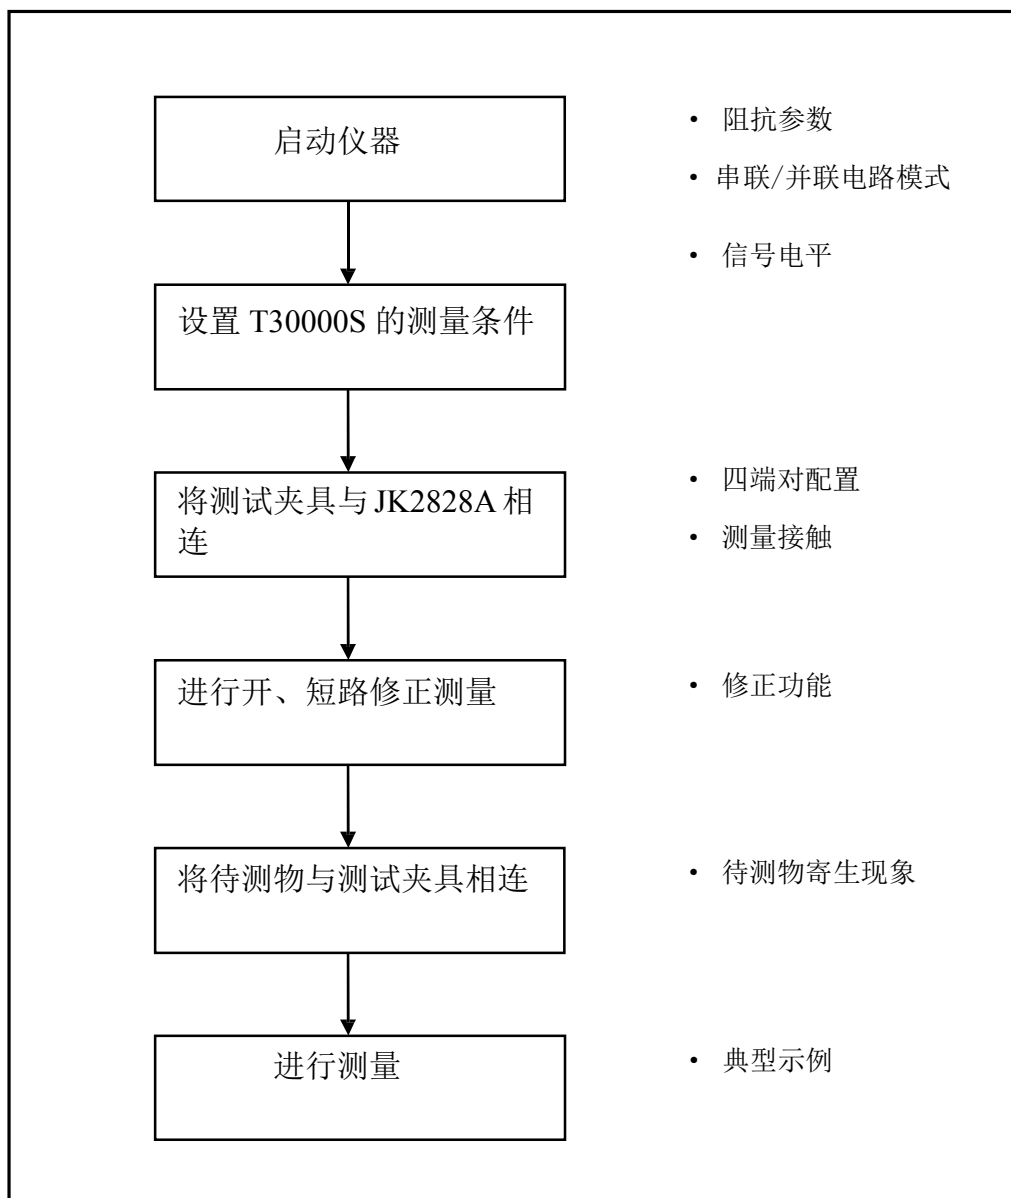 启动仪器
· 阻抗参数
· 串联/并联电路模式
· 信号电平
设置 T30000S 的测量条件
将测试夹具与 JK2828A 相
连
· 四端对配置
· 测量接触
进行开、短路修正测量
· 修正功能
将待测物与测试夹具相连
· 待测物寄生现象
进行测量
· 典型示例